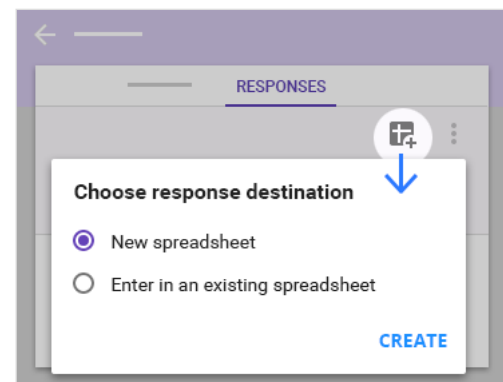 RESPONSES
Choose response destination
New spreadsheet
Enter in an existing spreadsheet
CREATE